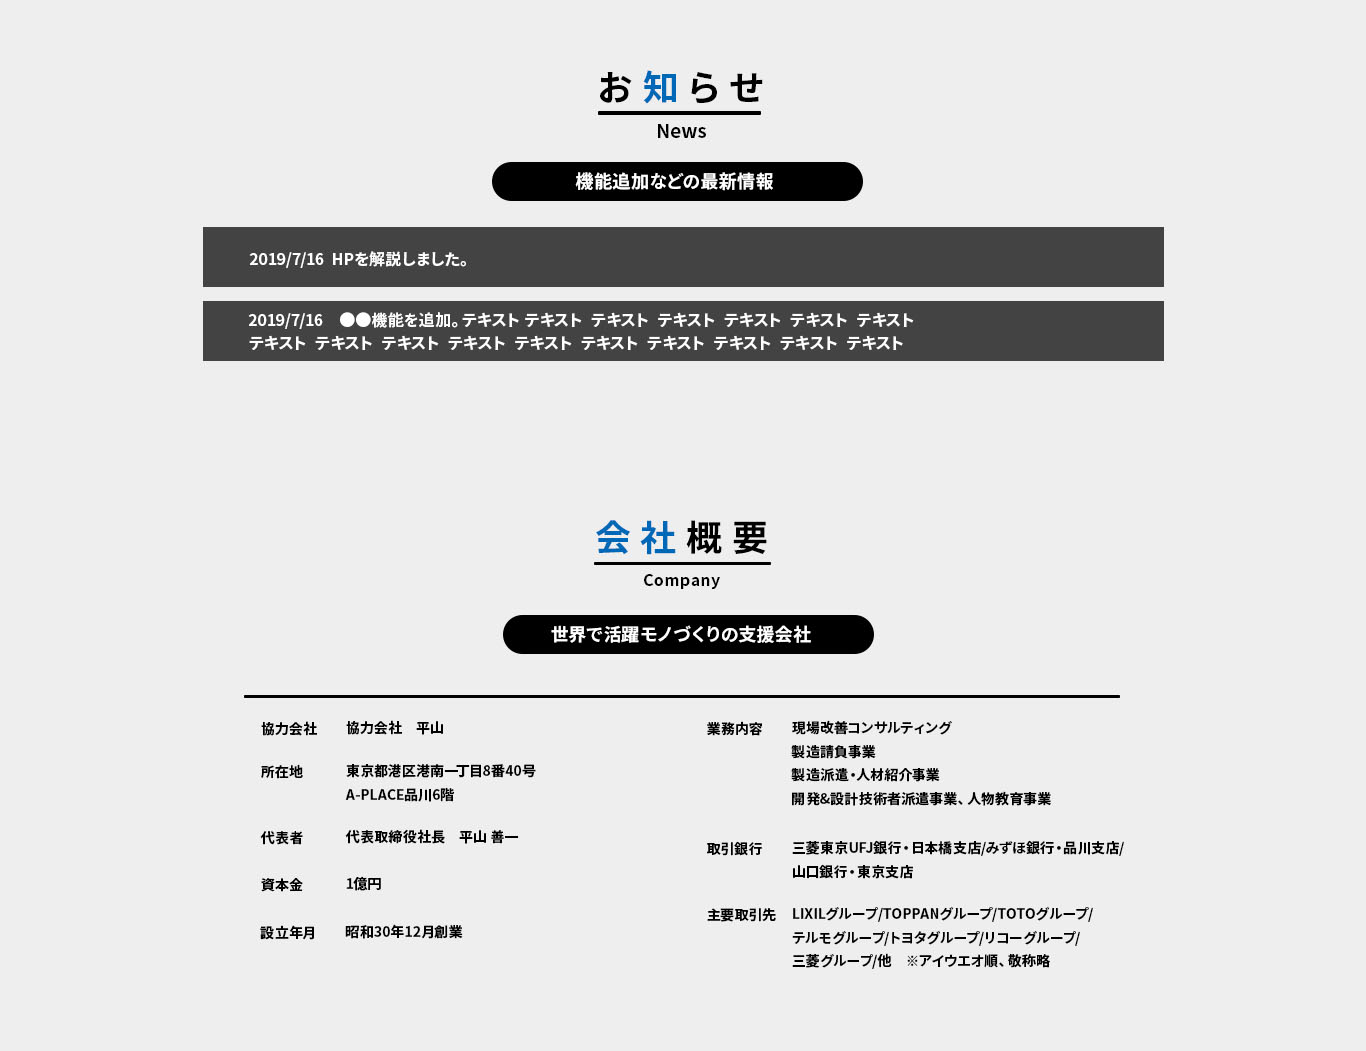 お知らせ
News
機能追加などの最新情報
2019/7/16 HPを解説しました。
2019/7/16　●●機能を追加。テキスト テキスト テキスト テキスト テキスト テキスト テキスト
テキスト テキスト テキスト テキスト テキスト テキスト テキスト テキスト テキスト テキスト
会社概要
Company
世界で活躍モノづくりの支援会社
協力会社　協力会社　平山
所在地　東京都港区港南一丁目8番40号
A-PLACE品川6階
代表者　代表取締役社長　平山 善一
資本金　1億円
設立年月　昭和30年12月創業
業務内容　現場改善コンサルティング
製造請負事業
製造派遣・人材紹介事業
開発&設計技術者派遣事業、人物教育事業
取引銀行　三菱東京UFJ銀行・日本橋支店/みずほ銀行・品川支店/
山口銀行・東京支店
主要取引先　LIXILグループ/TOPPANグループ/TOTOグループ/
テルモグループ/トヨタグループ/リコーグループ/
三菱グループ/他　※アイウエオ順、敬称略